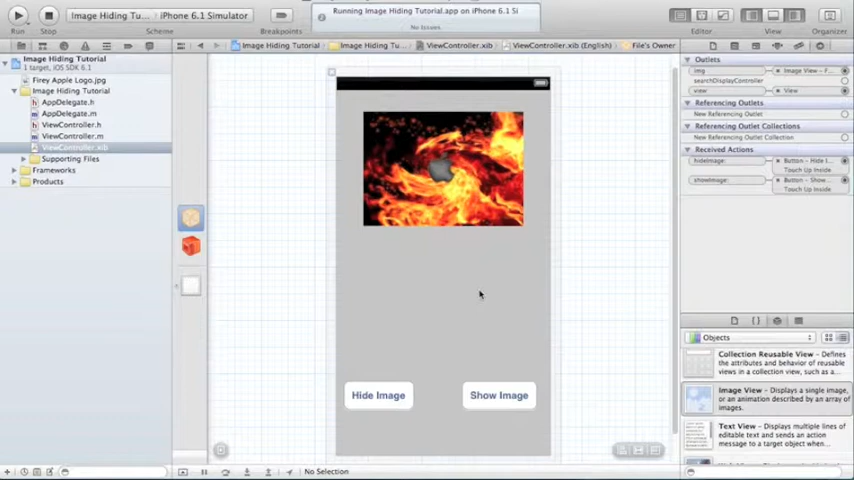 Running Image Hiding Tutorial.app on iPhone 6.1 Si
No Issues
Image Hiding Tu... iPhone 6.1 Simulator
Run Stop Scheme Breakpoints Editor View Organizer
Image Hiding Tutorial Image Hiding Tu... ViewController.xib ViewController.xib (English) File's Owner
Image Hiding Tutorial
1 target, iOS SDK 6.1
Firey Apple Logo.jpg
Image Hiding Tutorial
AppDelegate.h
AppDelegate.m
ViewController.h
ViewController.m
ViewController.xib
Supporting Files
Frameworks
Products
Hide Image
Show Image
Outlets
img Image View - F...
searchDisplayController
view View
Referencing Outlets
New Referencing Outlet
Referencing Outlet Collections
New Referencing Outlet Collection
Received Actions
hideImage: Button - Hide I...
Touch Up Inside
showImage: Button - Show...
Touch Up Inside
Objects
Collection Reusable View - Defines
the attributes and behavior of reusable
views in a collection view, such as a...
Image View - Displays a single image,
or an animation described by an array of
images.
Text View - Displays multiple lines of
editable text and sends an action
message to a target object when...
No Selection